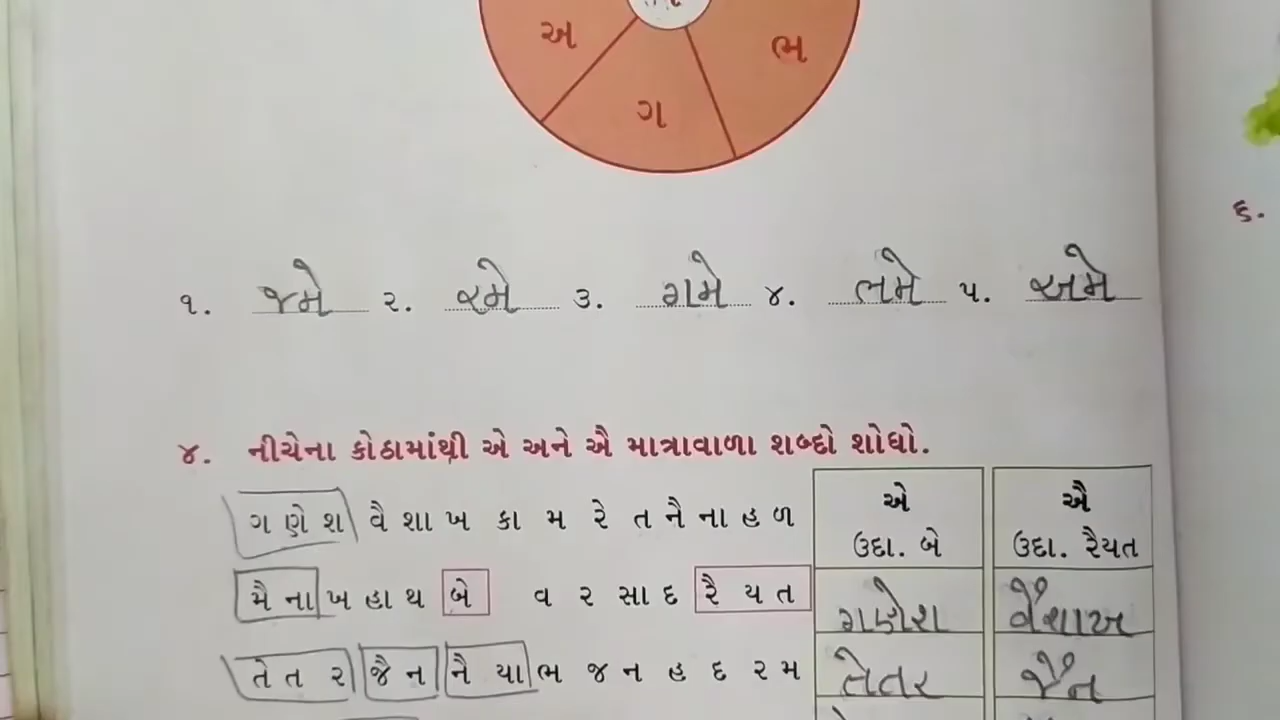 અ
ભ
ગ
૬.
૧. જમે ૨. રમે ૩. ગમે ૪. ભમે ૫. અમે
૪. નીચેના કોઠામાંથી એ અને ઐ માત્રાવાળા શબ્દો શોધો.
ગ ણે શ વૈ શા ખ કા મ રે ત નૈ ના હ ળ
મૈ ના ખ હા થ બે વ ર સા દ રૈ ય ત
તે ત ર જૈ ન નૈ યા ભ જ ન હ દ ર મ
એ ઐ
ઉદા. બે ઉદા. રૈયત
ગણેશ વૈશાખ
તેતર જૈન